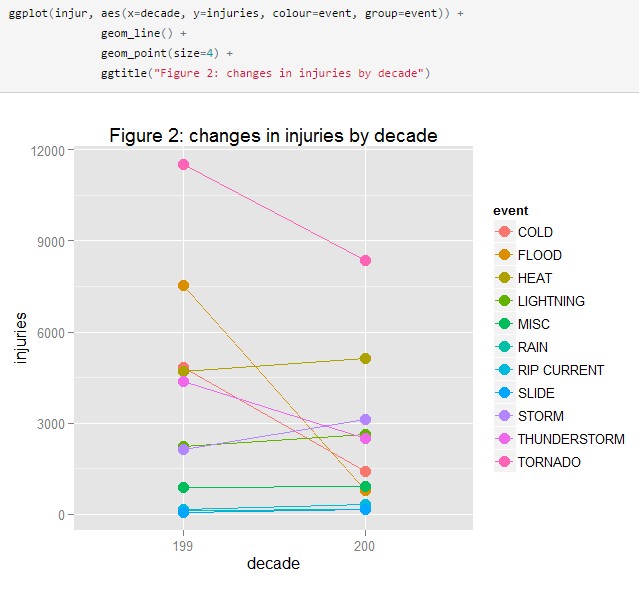 ggplot(injur, aes(x=decade, y=injuries, colour=event, group=event)) +
geom_line() +
geom_point(size=4) +
ggtitle("Figure 2: changes in injuries by decade")
Figure 2: changes in injuries by decade
12000
9000
6000
3000
0
injuries
199
200
decade
event
COLD
FLOOD
HEAT
LIGHTNING
MISC
RAIN
RIP CURRENT
SLIDE
STORM
THUNDERSTORM
TORNADO